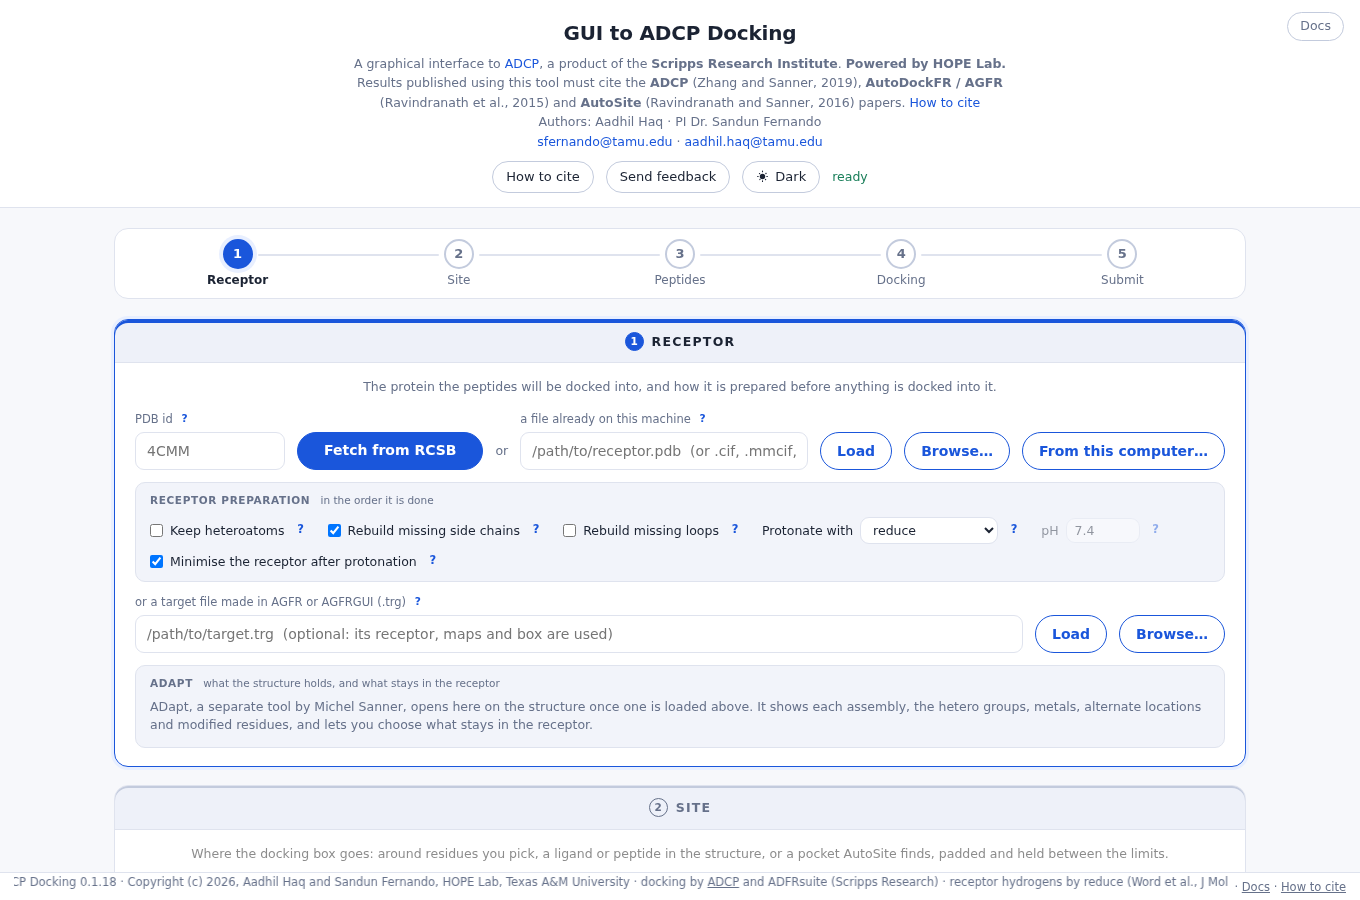 Docs
GUI to ADCP Docking
A graphical interface to ADCP, a product of the Scripps Research Institute. Powered by HOPE Lab.
Results published using this tool must cite the ADCP (Zhang and Sanner, 2019), AutoDockFR / AGFR
(Ravindranath et al., 2015) and AutoSite (Ravindranath and Sanner, 2016) papers. How to cite
Authors: Aadhil Haq · PI Dr. Sandun Fernando
sfernando@tamu.edu · aadhil.haq@tamu.edu
How to cite Send feedback Dark ready
1 2 3 4 5
Receptor Site Peptides Docking Submit
1 RECEPTOR
The protein the peptides will be docked into, and how it is prepared before anything is docked into it.
PDB id ? a file already on this machine ?
4CMM Fetch from RCSB or /path/to/receptor.pdb (or .cif, .mmcif, Load Browse… From this computer…
RECEPTOR PREPARATION in the order it is done
Keep heteroatoms ? Rebuild missing side chains ? Rebuild missing loops ? Protonate with reduce ? pH 7.4 ?
Minimise the receptor after protonation ?
or a target file made in AGFR or AGFRGUI (.trg) ?
/path/to/target.trg (optional: its receptor, maps and box are used) Load Browse…
ADAPT what the structure holds, and what stays in the receptor
ADapt, a separate tool by Michel Sanner, opens here on the structure once one is loaded above. It shows each assembly, the hetero groups, metals, alternate locations
and modified residues, and lets you choose what stays in the receptor.
2 SITE
Where the docking box goes: around residues you pick, a ligand or peptide in the structure, or a pocket AutoSite finds, padded and held between the limits.
CP Docking 0.1.18 · Copyright (c) 2026, Aadhil Haq and Sandun Fernando, HOPE Lab, Texas A&M University · docking by ADCP and ADFRsuite (Scripps Research) · receptor hydrogens by reduce (Word et al., J Mol · Docs · How to cite